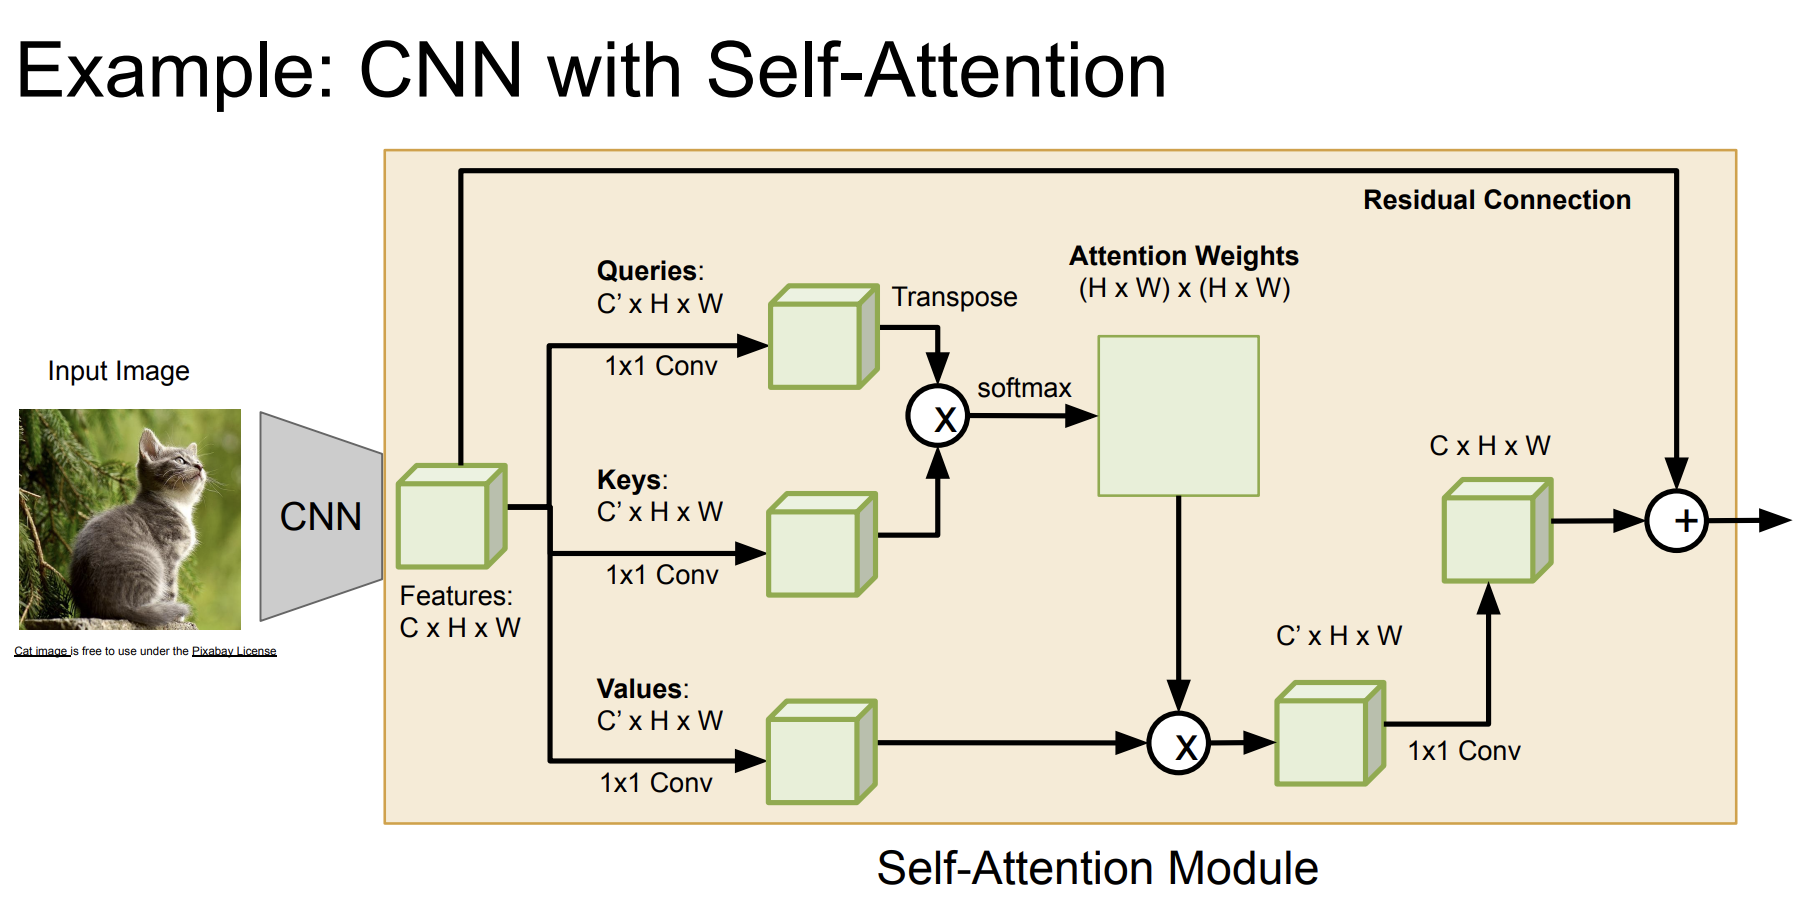 Example: CNN with Self-Attention
Residual Connection
Attention Weights
(H x W) x (H x W)
Queries:
C’ x H x W
Transpose
1x1 Conv
Input Image
softmax
x
CNN
Keys:
C’ x H x W
1x1 Conv
C x H x W
+
Features:
C x H x W
Cat image is free to use under the Pixabay License
Values:
C’ x H x W
1x1 Conv
x
C’ x H x W
1x1 Conv
Self-Attention Module